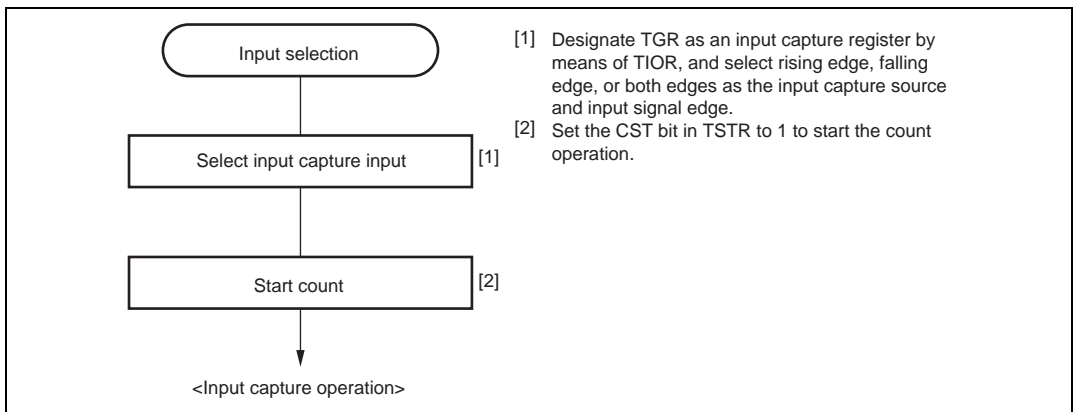 Input selection
Select input capture input
[1]
Start count
[2]
<Input capture operation>
[1] Designate TGR as an input capture register by
means of TIOR, and select rising edge, falling
edge, or both edges as the input capture source
and input signal edge.
[2] Set the CST bit in TSTR to 1 to start the count
operation.